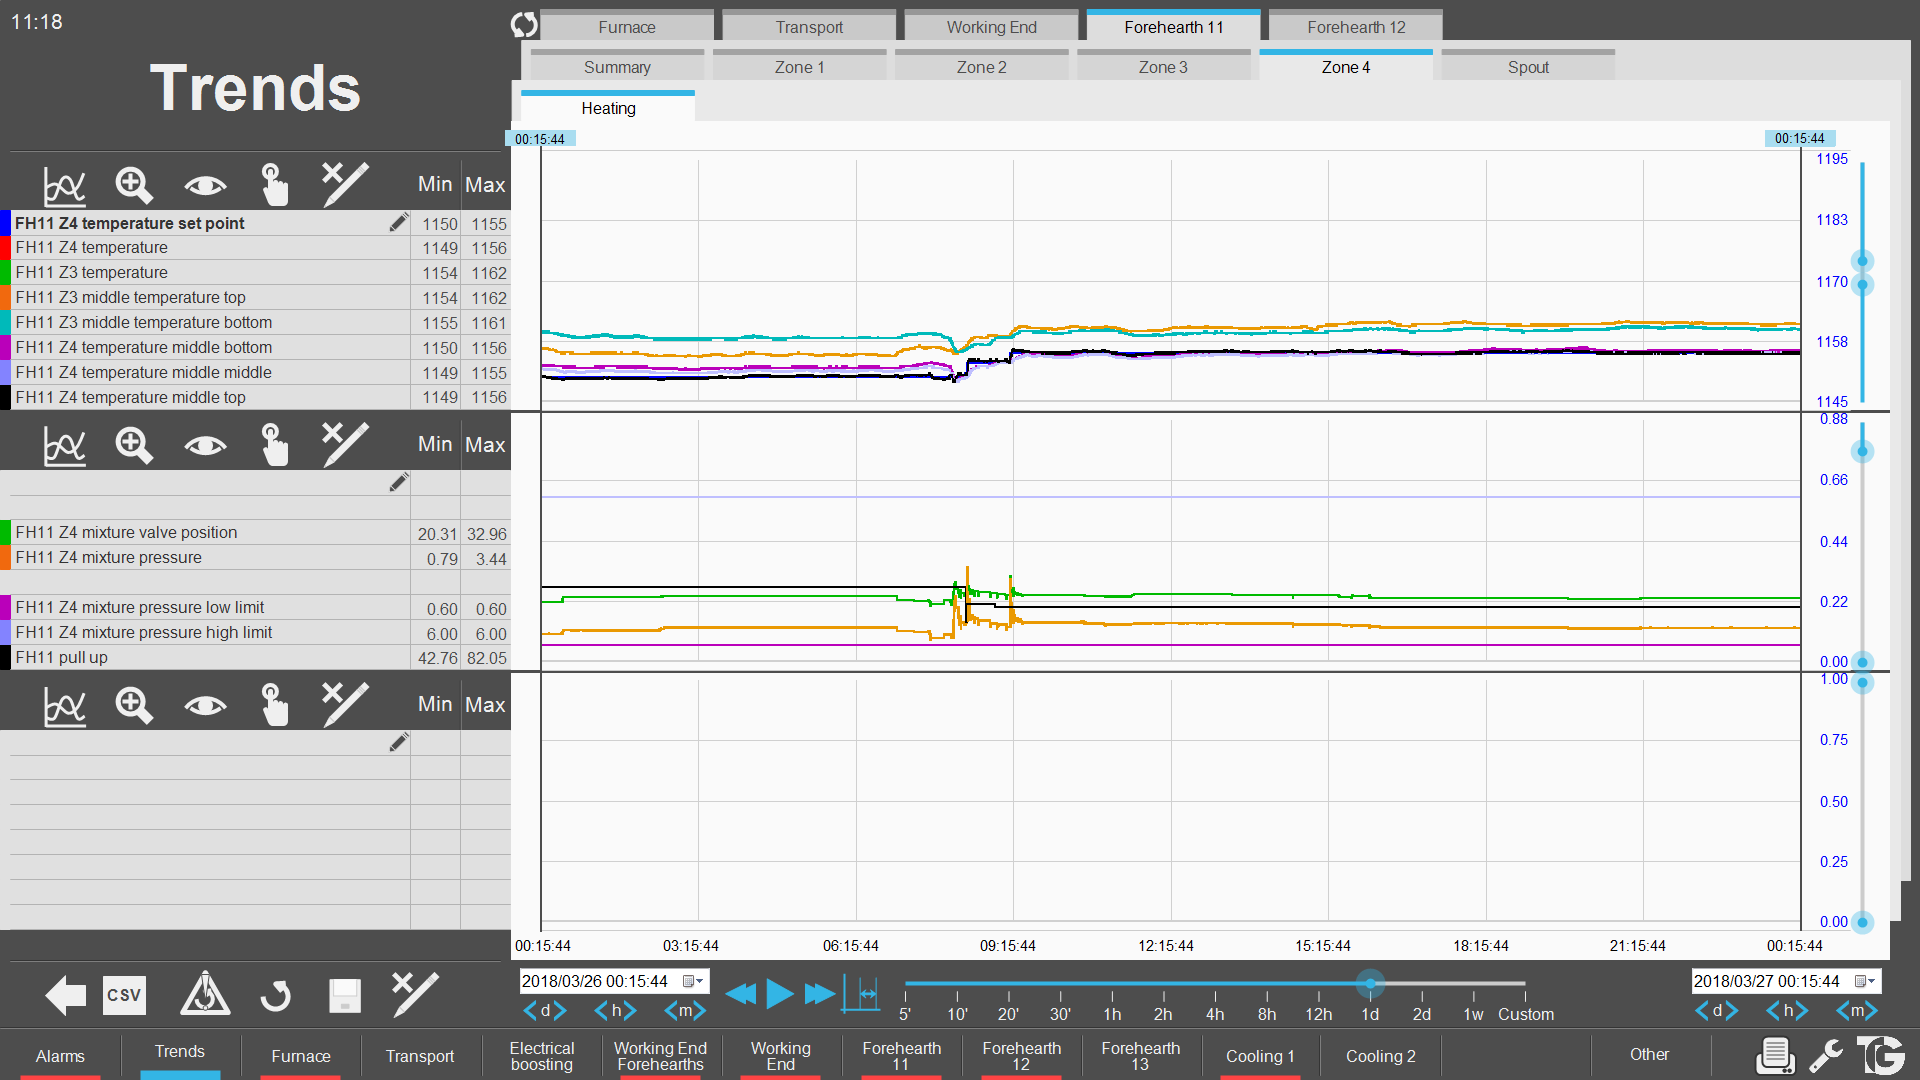 11:18
Trends
Furnace
Transport
Working End
Forehearth 11
Forehearth 12
Summary
Zone 1
Zone 2
Zone 3
Zone 4
Spout
Heating
Min Max
FH11 Z4 temperature set point 1150 1155
FH11 Z4 temperature 1149 1156
FH11 Z3 temperature 1154 1162
FH11 Z3 middle temperature top 1154 1162
FH11 Z3 middle temperature bottom 1155 1161
FH11 Z4 temperature middle bottom 1150 1156
FH11 Z4 temperature middle middle 1149 1155
FH11 Z4 temperature middle top 1149 1156
00:15:44
00:15:44
1195
1183
1170
1158
1145
Min Max
FH11 Z4 mixture valve position 20.31 32.96
FH11 Z4 mixture pressure 0.79 3.44
FH11 Z4 mixture pressure low limit 0.60 0.60
FH11 Z4 mixture pressure high limit 6.00 6.00
FH11 pull up 42.76 82.05
0.88
0.66
0.44
0.22
0.00
Min Max
1.00
0.75
0.50
0.25
0.00
00:15:44 03:15:44 06:15:44 09:15:44 12:15:44 15:15:44 18:15:44 21:15:44 00:15:44
CSV
2018/03/26 00:15:44
d h m
5' 10' 20' 30' 1h 2h 4h 8h 12h 1d 2d 1w Custom
2018/03/27 00:15:44
d h m
Alarms
Trends
Furnace
Transport
Electrical
boosting
Working End
Forehearths
Working
End
Forehearth
11
Forehearth
12
Forehearth
13
Cooling 1
Cooling 2
Other
TG